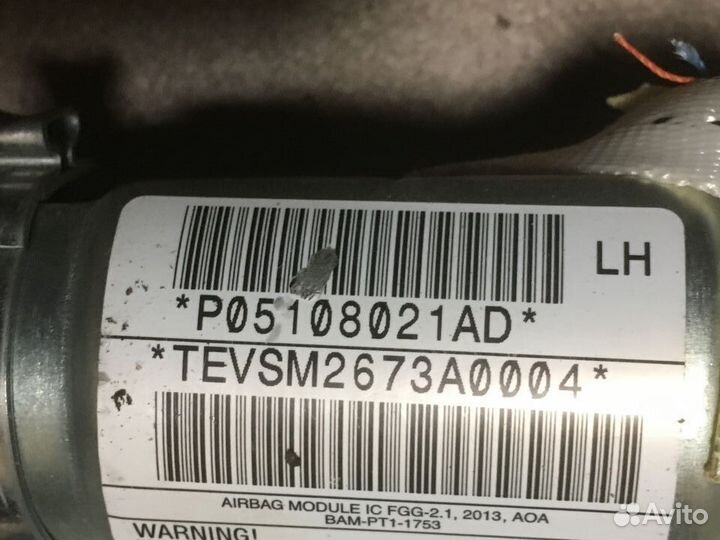 LH
*P05108021AD*
*TEVSM2673A0004*
AIRBAG MODULE IC FGG-2.1, 2013, AOA
BAM-PT1-1753
WARNING!
Avito